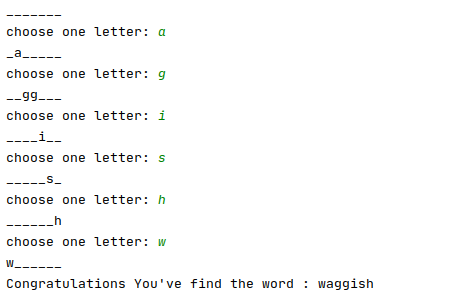 _______
choose one letter: a
_a_____
choose one letter: g
__gg___
choose one letter: i
____i__
choose one letter: s
_____s_
choose one letter: h
______h
choose one letter: w
w______
Congratulations You've find the word : waggish